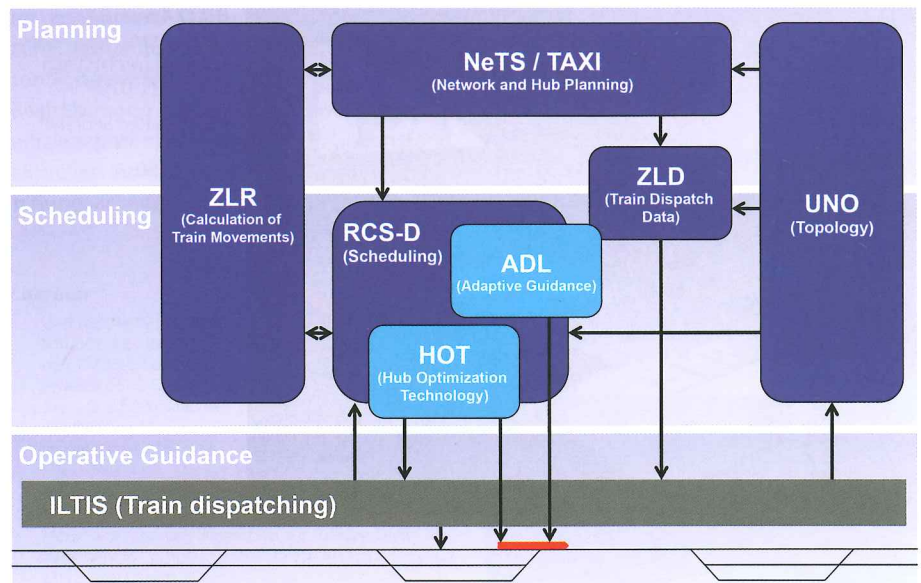 Planning
NeTS / TAXI
(Network and Hub Planning)
ZLR
(Calculation of
Train Movements)
ZLD
(Train Dispatch
Data)
UNO
(Topology)
Scheduling
RCS-D
(Scheduling)
ADL
(Adaptive Guidance)
HOT
(Hub Optimization
Technology)
Operative Guidance
ILTIS (Train dispatching)